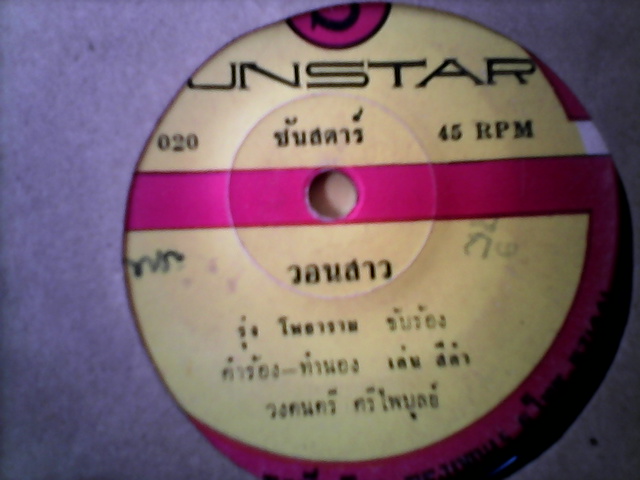 UNSTAR
020 ซันสตาร์ 45 RPM
วอนสาว
รุ่ง โพธาราม ขับร้อง
คำร้อง-ทำนอง เด่น สีดำ
วงดนตรี ศรีไพบูลย์